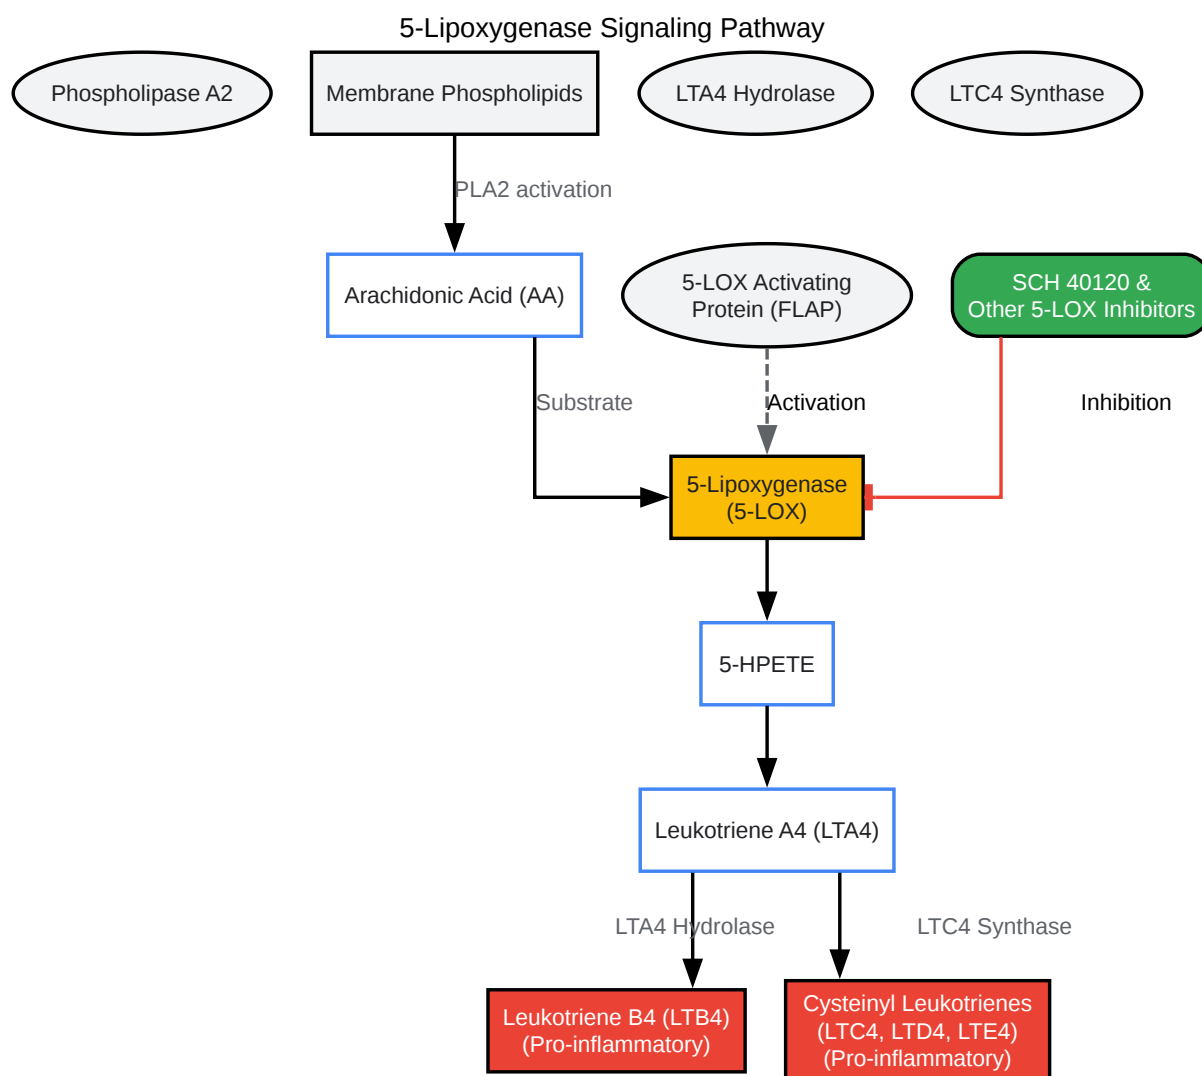 5-Lipoxygenase Signaling Pathway
Phospholipase A2
Membrane Phospholipids
LTA4 Hydrolase
LTC4 Synthase
PLA2 activation
Arachidonic Acid (AA)
5-LOX Activating
Protein (FLAP)
SCH 40120 &
Other 5-LOX Inhibitors
Substrate
Activation
Inhibition
5-Lipoxygenase
(5-LOX)
5-HPETE
Leukotriene A4 (LTA4)
LTA4 Hydrolase
LTC4 Synthase
Leukotriene B4 (LTB4)
(Pro-inflammatory)
Cysteinyl Leukotrienes
(LTC4, LTD4, LTE4)
(Pro-inflammatory)